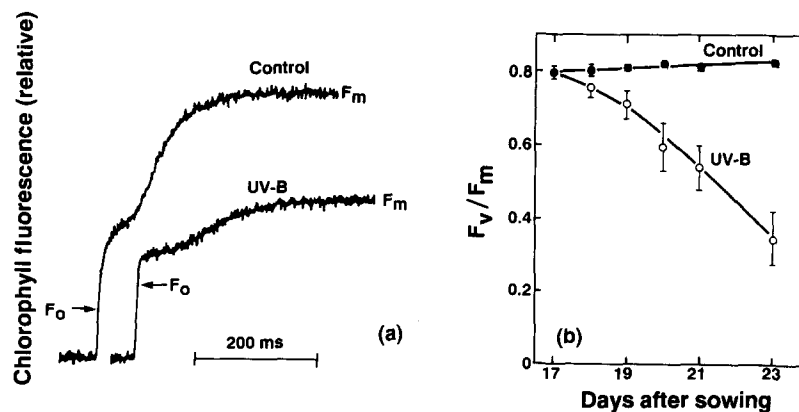 Chlorophyll fluorescence (relative)
Control
Fm
UV-B
Fm
Fo
Fo
(a)
200 ms
Fv/Fm
0.8
0.6
0.4
0.2
0
Control
UV-B
(b)
17 19 21 23
Days after sowing